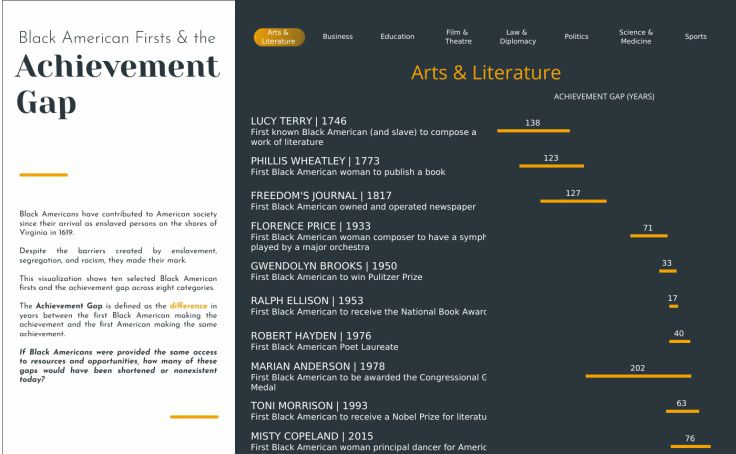 Black American Firsts & the
Achievement
Gap
Black Americans have contributed to American society
since their arrival as enslaved persons on the shores of
Virginia in 1619.
Despite the barriers created by enslavement,
segregation, and racism, they made their mark.
This visualization shows ten selected Black American
firsts and the achievement gap across eight categories.
The Achievement Gap is defined as the difference in
years between the first Black American making the
achievement and the first American making the same
achievement.
If Black Americans were provided the same access
to resources and opportunities, how many of these
gaps would have been shortened or nonexistent
today?
Arts &
Literature
Business
Education
Film &
Theatre
Law &
Diplomacy
Politics
Science &
Medicine
Sports
Arts & Literature
ACHIEVEMENT GAP (YEARS)
LUCY TERRY | 1746
First known Black American (and slave) to compose a
work of literature
138
PHILLIS WHEATLEY | 1773
First Black American woman to publish a book
123
FREEDOM'S JOURNAL | 1817
First Black American owned and operated newspaper
127
FLORENCE PRICE | 1933
First Black American woman composer to have a symph
played by a major orchestra
71
GWENDOLYN BROOKS | 1950
First Black American to win Pulitzer Prize
33
RALPH ELLISON | 1953
First Black American to receive the National Book Awarc
17
ROBERT HAYDEN | 1976
First Black American Poet Laureate
40
MARIAN ANDERSON | 1978
First Black American to be awarded the Congressional G
Medal
202
TONI MORRISON | 1993
First Black American to receive a Nobel Prize for literatu
63
MISTY COPELAND | 2015
First Black American woman principal dancer for Americ
76